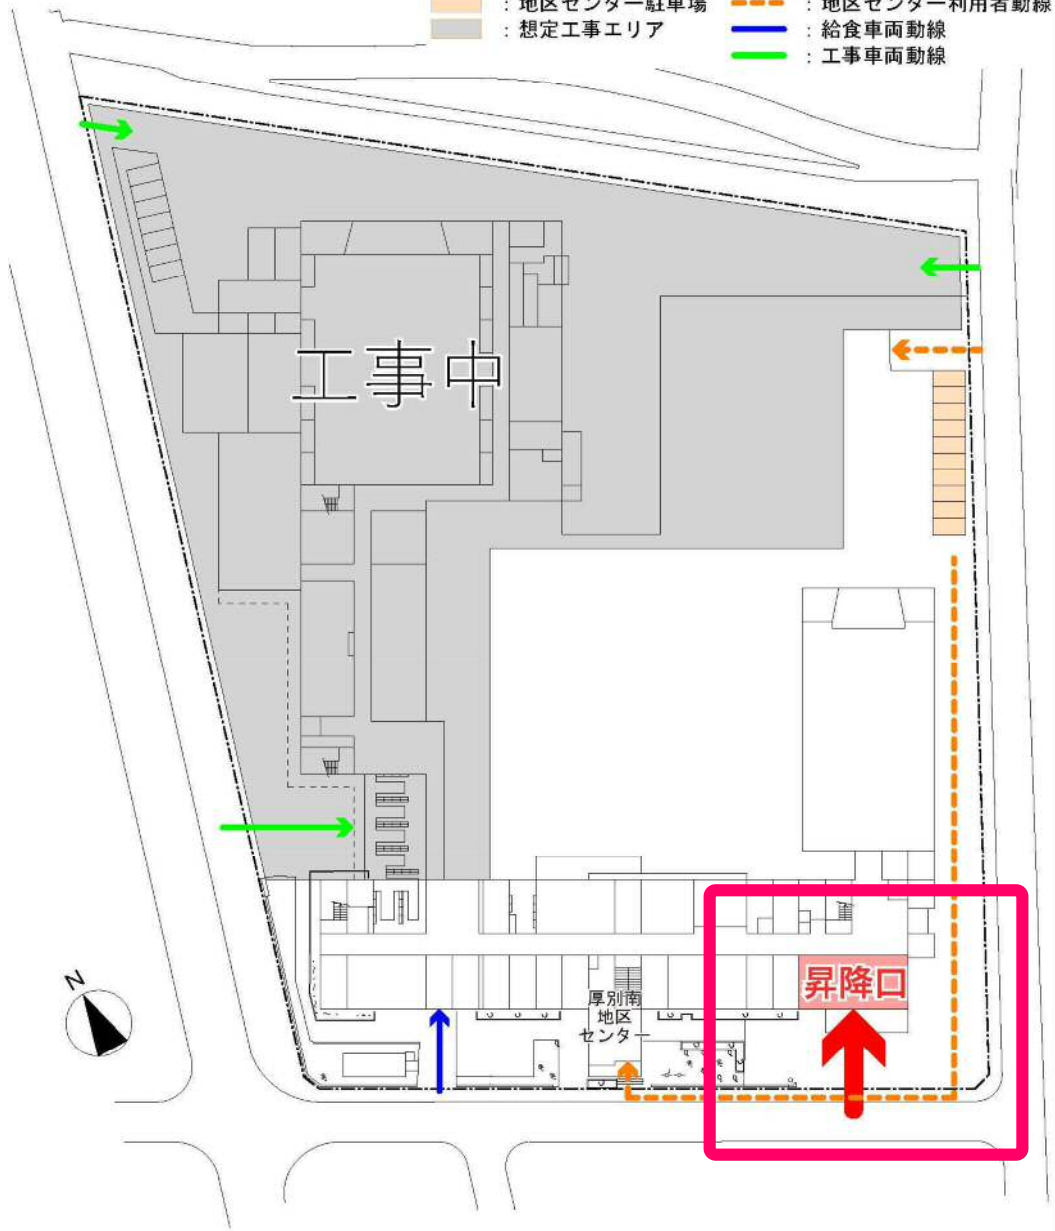 ：地区センター駐車場
：地区センター利用者動線
：想定工事エリア
：給食車両動線
：工事車両動線
工事中
昇降口
厚別南
地区
センター
N